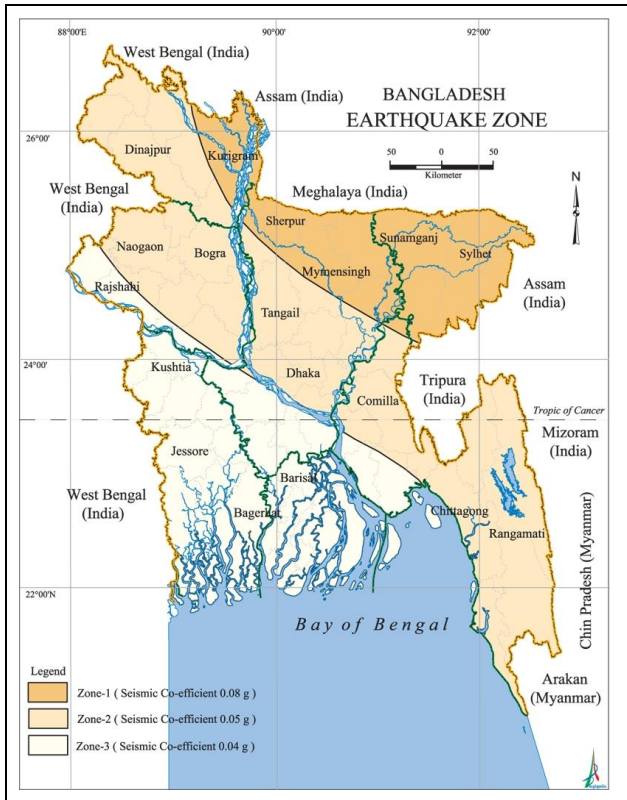 88°00'
90°00'
92°00'
West Bengal (India)
Assam (India)
BANGLADESH
EARTHQUAKE ZONE
26°00'
Dinajpur
Kurigram
50
0
50
Kilometer
N
West Bengal
(India)
Meghalaya (India)
Sherpur
Sunamganj
Naogaon
Bogra
Sylhet
Mymensingh
Rajshahi
Assam
(India)
Tangail
24°00'
Kushtia
Dhaka
Tripura
(India)
Comilla
Tropic of Cancer
Mizoram
(India)
Jessore
Barisal
West Bengal
(India)
Bagerhat
Chittagong
Rangamati
Chin Pradesh (Myanmar)
22°00'N
Bay of Bengal
Legend
Arakan
(Myanmar)
Zone-1 ( Seismic Co-efficient 0.08 g )
Zone-2 ( Seismic Co-efficient 0.05 g )
Zone-3 ( Seismic Co-efficient 0.04 g )